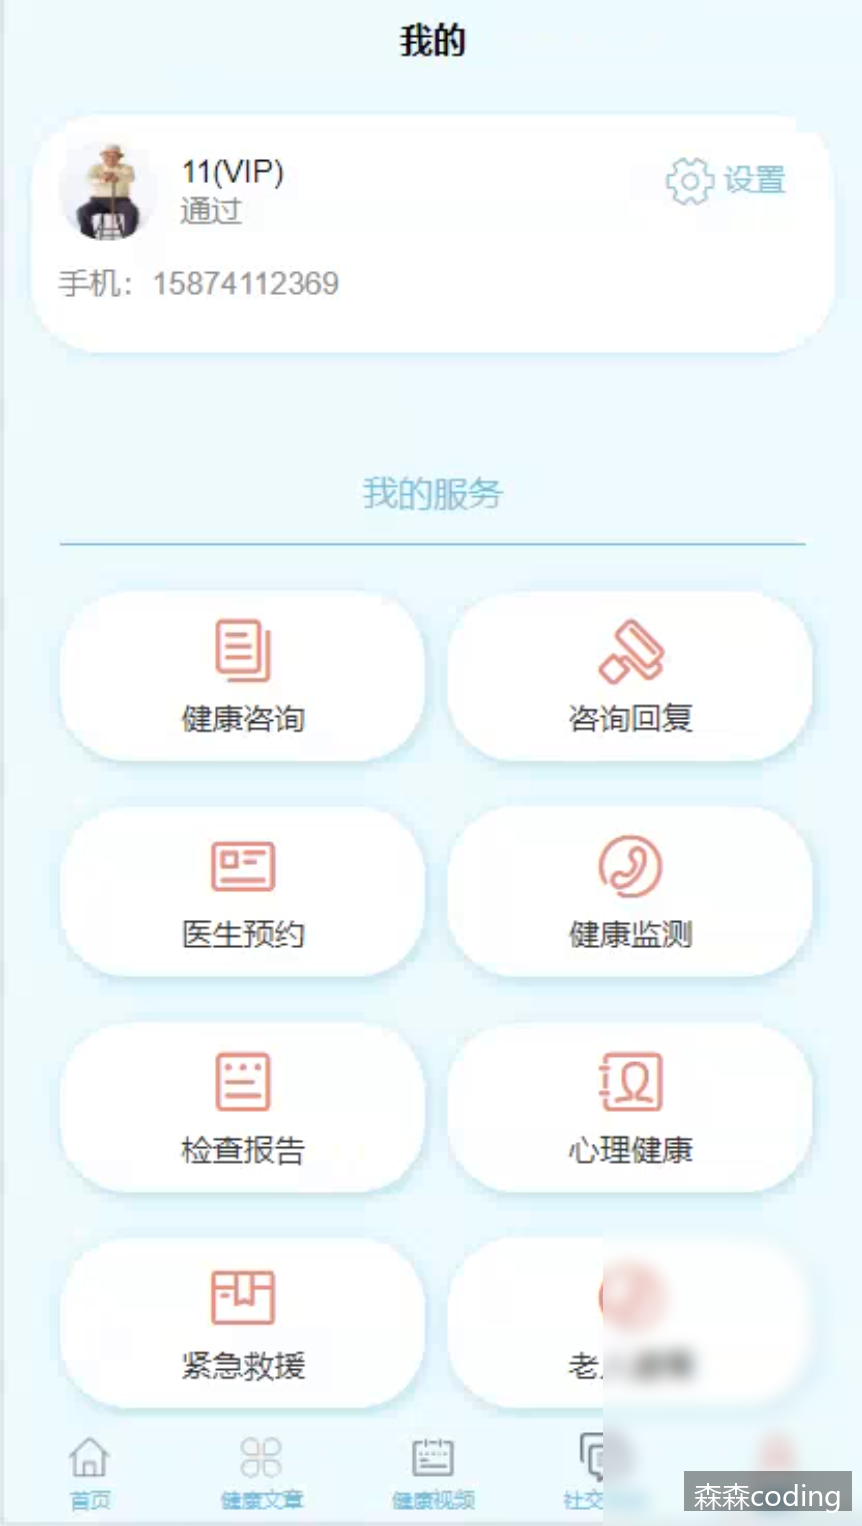 我的
11(VIP)
设置
通过
手机：15874112369
我的服务
健康咨询 咨询回复
医生预约 健康监测
检查报告 心理健康
紧急救援 老
首页 健康文章 健康视频 社交
森森coding